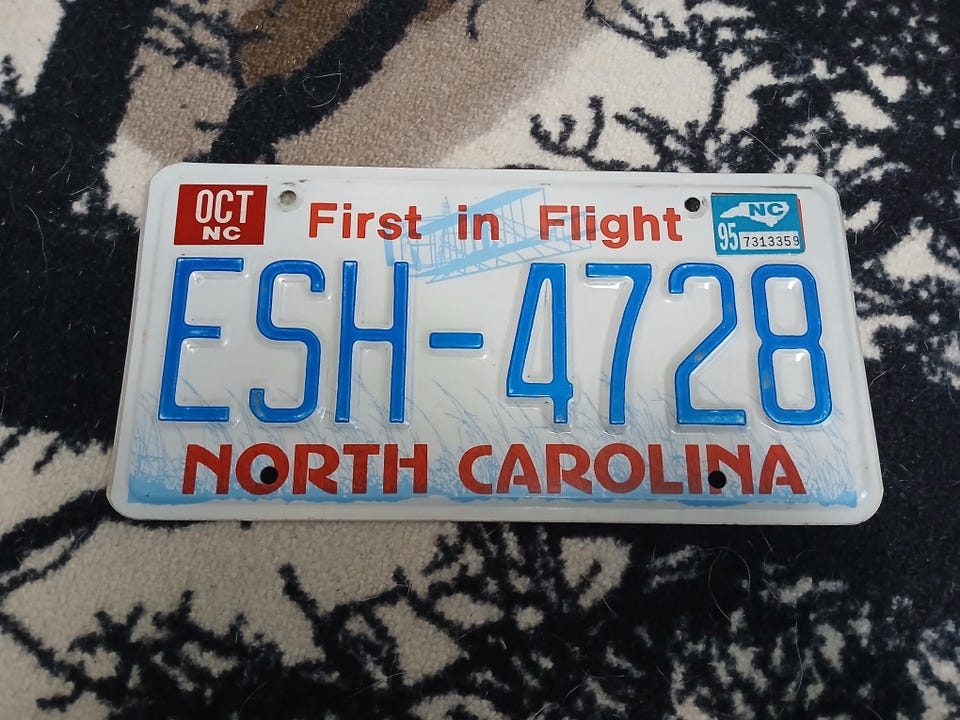 OCT
NC
First in Flight
NC
95 7313359
ESH-4728
NORTH CAROLINA